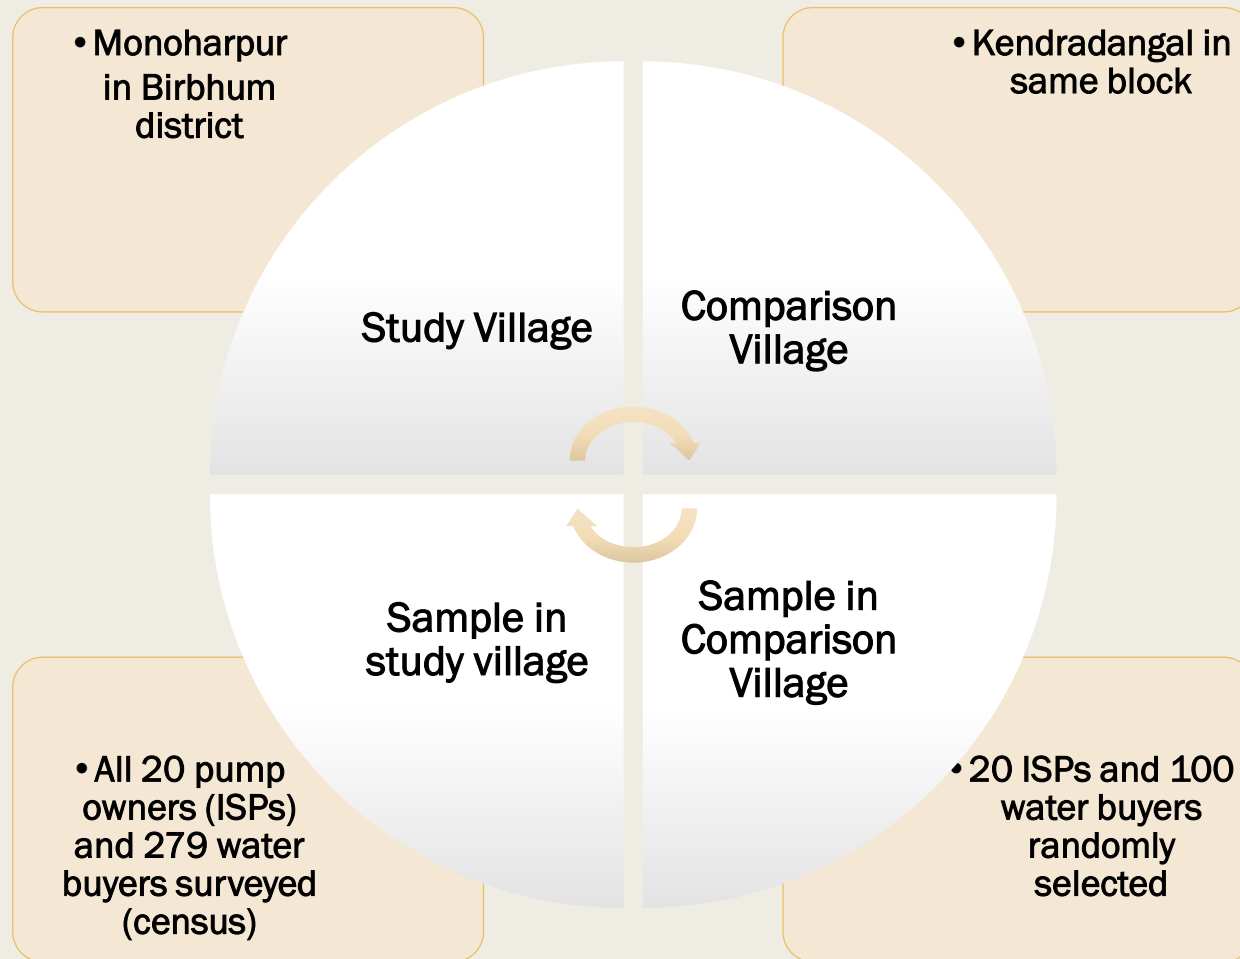 • Monoharpur
in Birbhum
district
• Kendradangal in
same block
Study Village
Comparison
Village
Sample in
study village
Sample in
Comparison
Village
• All 20 pump
owners (ISPs)
and 279 water
buyers surveyed
(census)
• 20 ISPs and 100
water buyers
randomly
selected